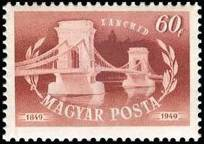 LÁNCHÍD
60f
MAGYAR POSTA
1849 1949